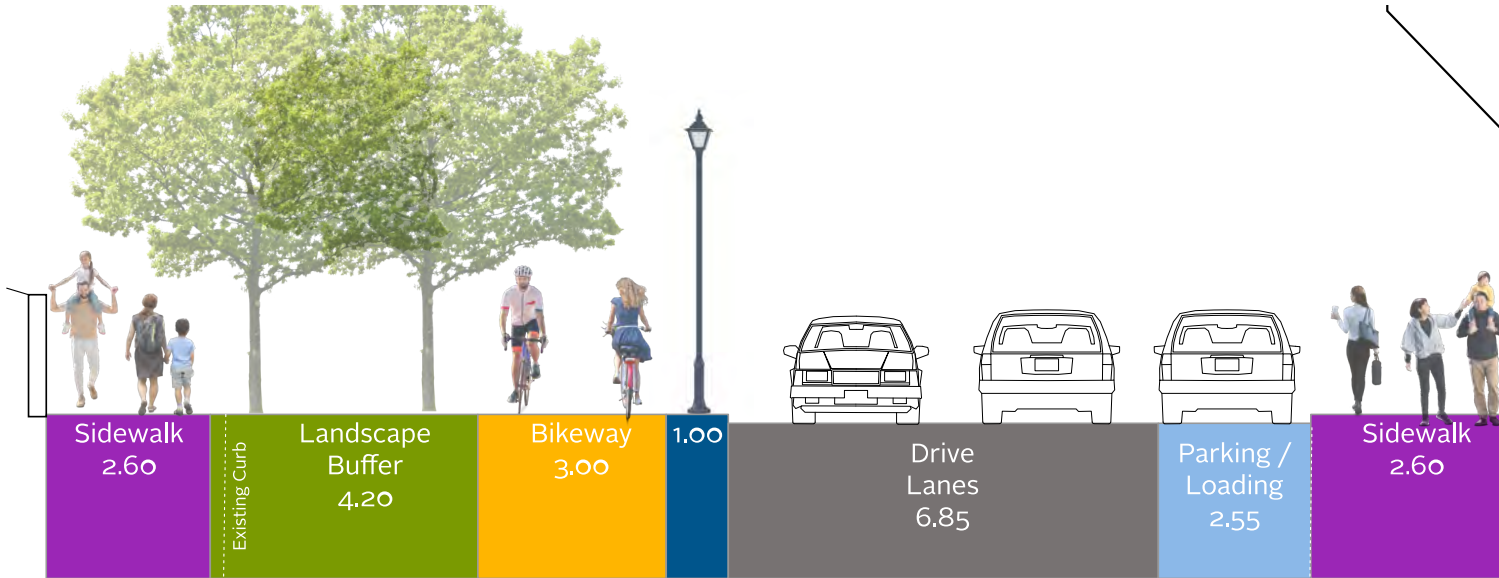 Sidewalk
2.60
Existing Curb
Landscape
Buffer
4.20
Bikeway
3.00
1.00
Drive
Lanes
6.85
Parking /
Loading
2.55
Sidewalk
2.60